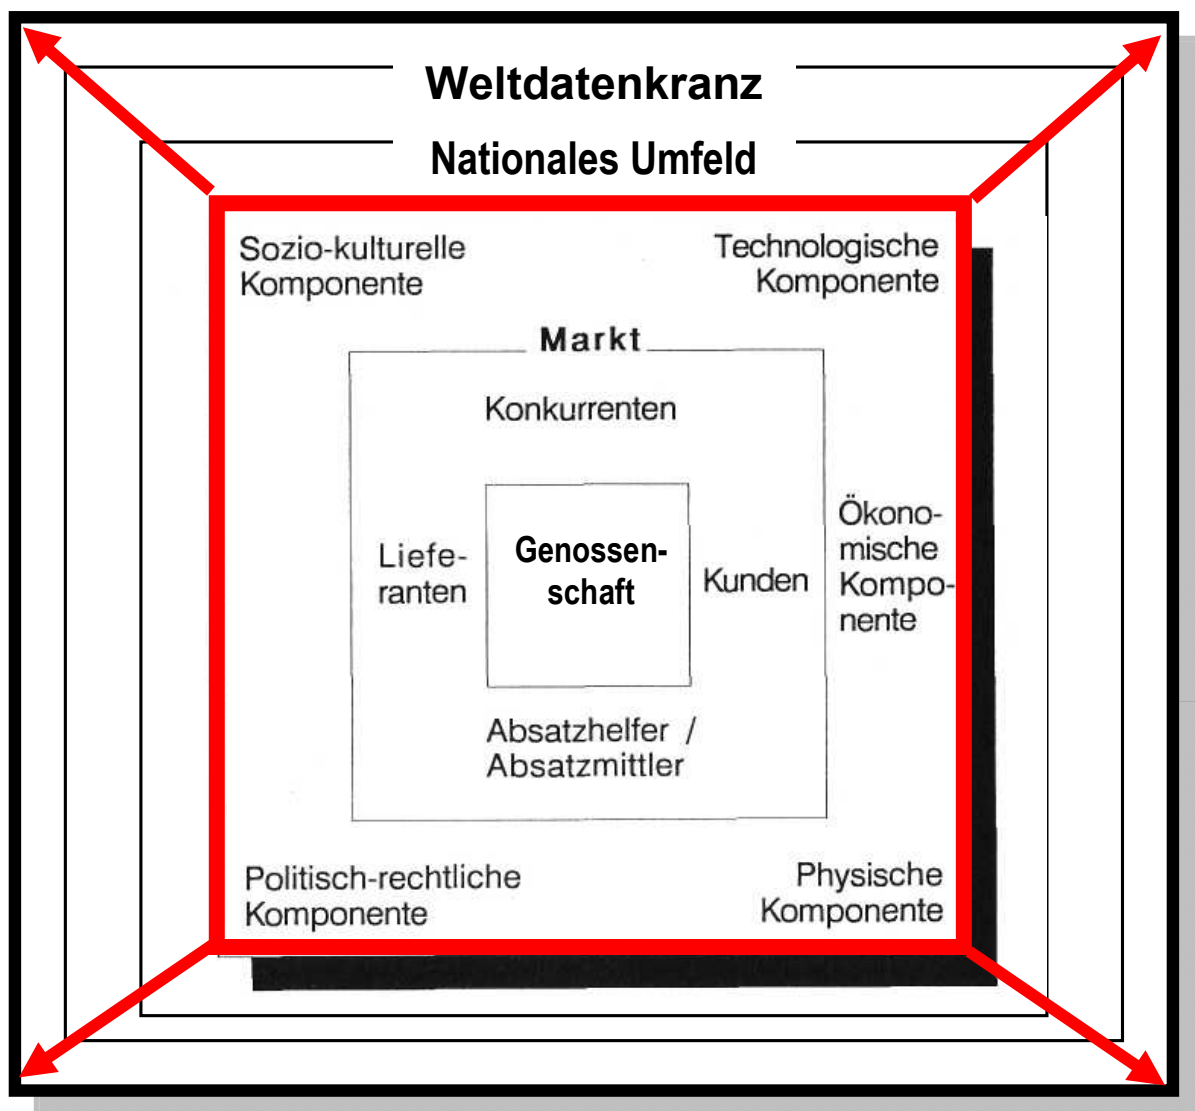 Weltdatenkranz
Nationales Umfeld
Sozio-kulturelle
Komponente
Technologische
Komponente
Markt
Konkurrenten
Liefe-
ranten
Genossen-
schaft
Kunden
Ökono-
mische
Kompo-
nente
Absatzhelfer /
Absatzmittler
Politisch-rechtliche
Komponente
Physische
Komponente